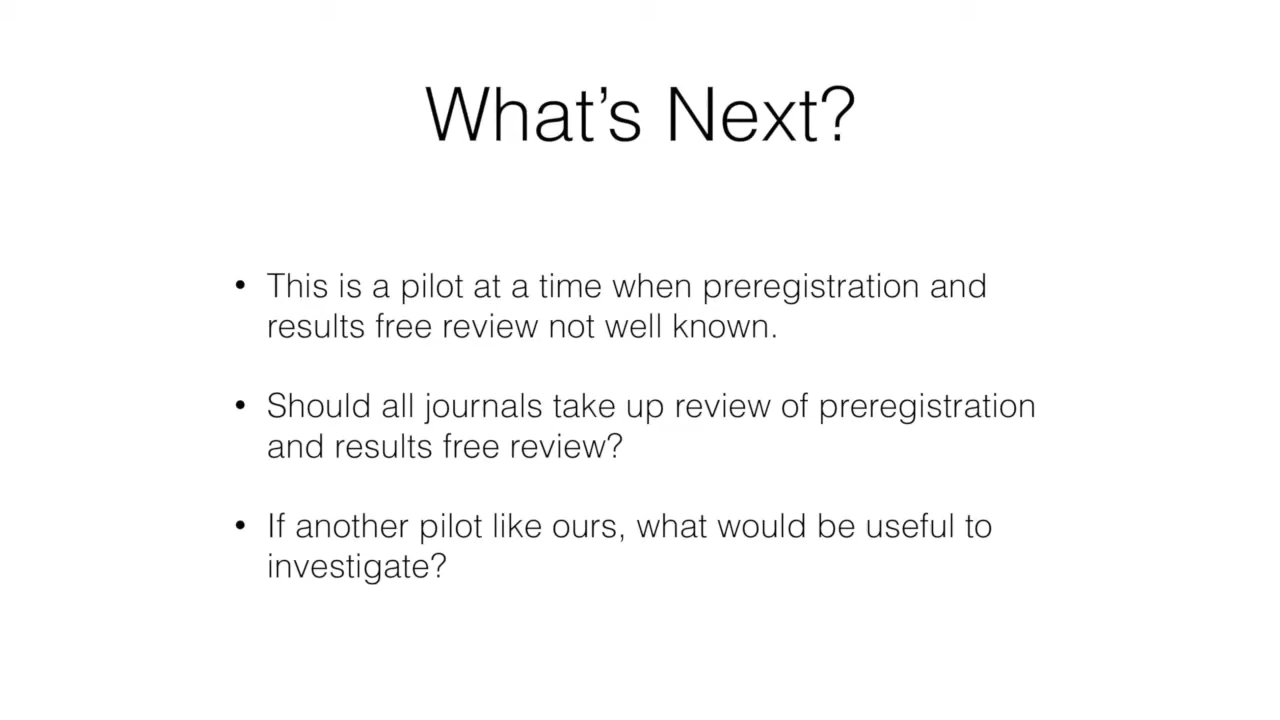 What’s Next?
• This is a pilot at a time when preregistration and
results free review not well known.
• Should all journals take up review of preregistration
and results free review?
• If another pilot like ours, what would be useful to
investigate?